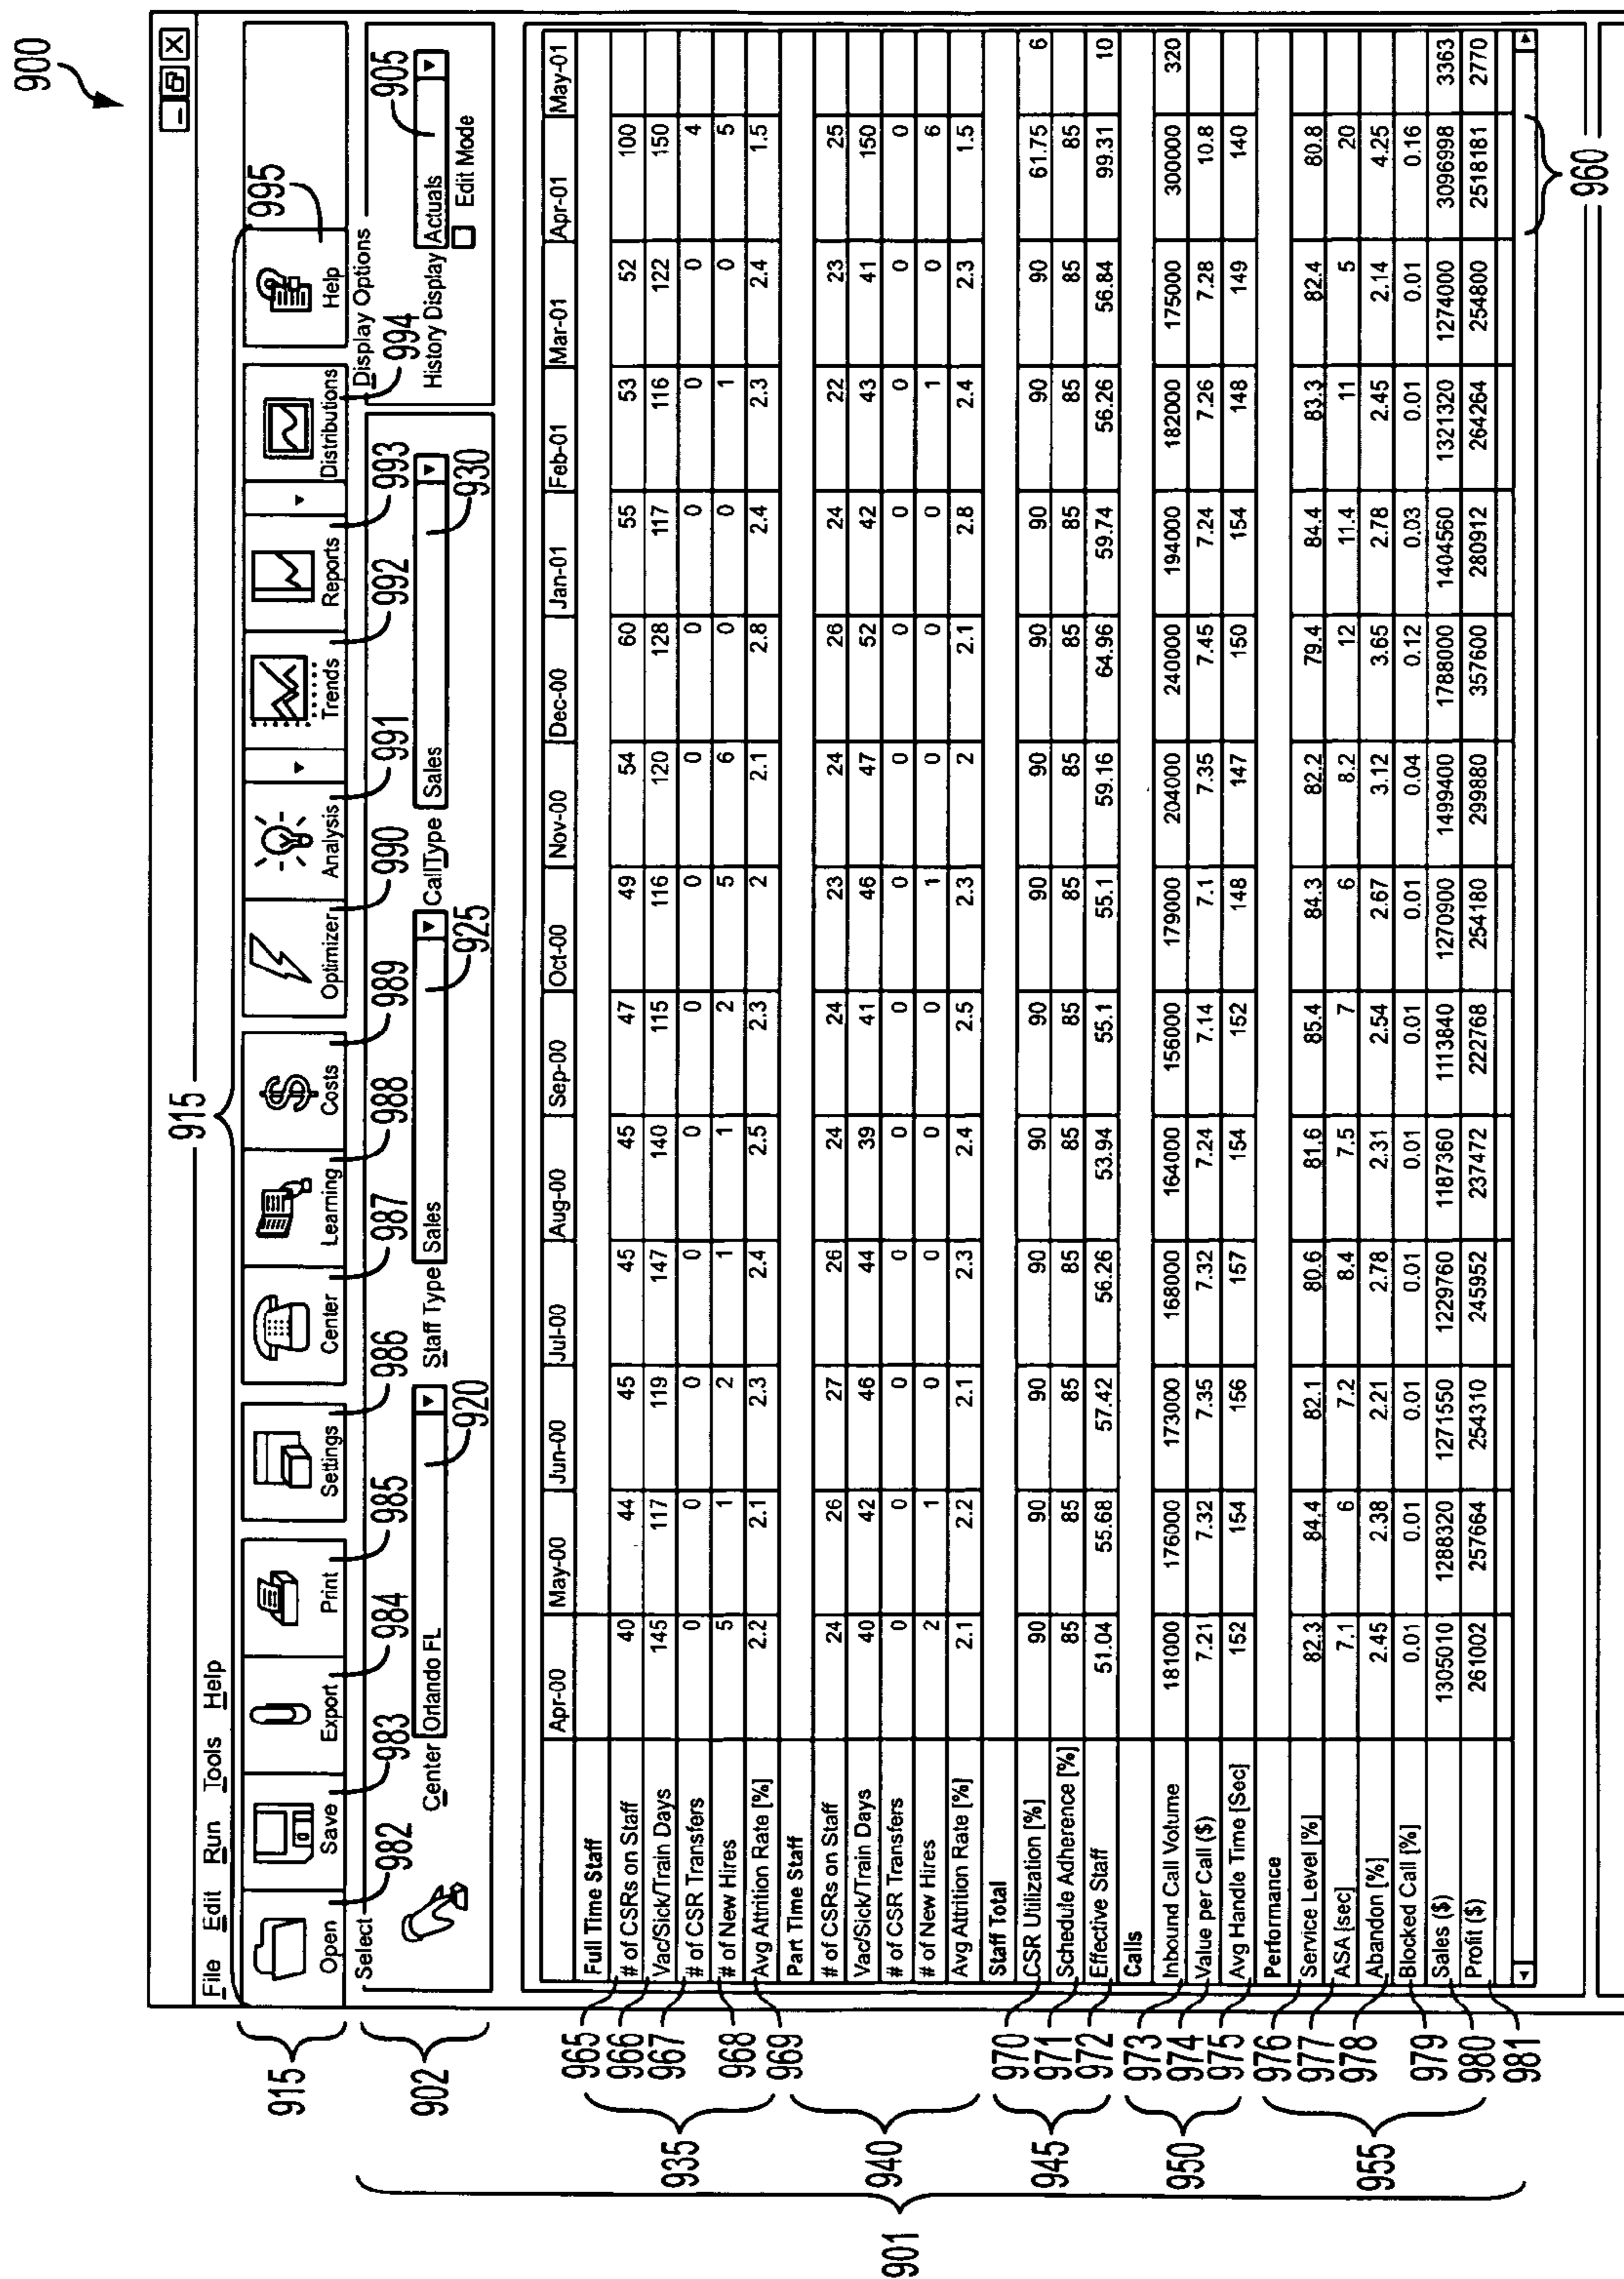 900
915
File Edit Run Tools Help
915 Open Save Export Print Settings Center Learning Costs Optimizer Analysis Trends Reports Distributions Help
982 983 984 985 986 987 988 989 990 991 992 993 994 995
902 Select Display Options
Center Orlando FL Staff Type Sales CallType Sales History Display Actuals 905
920 925 930 Edit Mode
901
Apr-00 May-00 Jun-00 Jul-00 Aug-00 Sep-00 Oct-00 Nov-00 Dec-00 Jan-01 Feb-01 Mar-01 Apr-01 May-01
935
965 Full Time Staff
966 # of CSRs on Staff 40 44 45 45 45 47 49 54 60 55 53 52 100
967 Vac/Sick/Train Days 145 117 119 147 140 115 116 120 128 117 116 122 150
# of CSR Transfers 0 0 0 0 0 0 0 0 0 0 0 0 4
968 # of New Hires 5 1 2 1 1 2 5 6 0 0 1 0 5
969 Avg Attrition Rate [%] 2.2 2.1 2.3 2.4 2.5 2.3 2 2.1 2.8 2.4 2.3 2.4 1.5
940
Part Time Staff
# of CSRs on Staff 24 26 27 26 24 24 23 24 26 24 22 23 25
Vac/Sick/Train Days 40 42 46 44 39 41 46 47 52 42 43 41 150
# of CSR Transfers 0 0 0 0 0 0 0 0 0 0 0 0 0
# of New Hires 2 1 0 0 0 0 1 0 0 0 1 0 6
Avg Attrition Rate [%] 2.1 2.2 2.1 2.3 2.4 2.5 2.3 2 2.1 2.8 2.4 2.3 1.5
945
Staff Total
970 CSR Utilization [%] 90 90 90 90 90 90 90 90 90 90 90 90 61.75 6
971 Schedule Adherence [%] 85 85 85 85 85 85 85 85 85 85 85 85 85
972 Effective Staff 51.04 55.68 57.42 56.26 53.94 55.1 55.1 59.16 64.96 59.74 56.26 56.84 99.31 10
950
Calls
973 Inbound Call Volume 181000 176000 173000 168000 164000 156000 179000 204000 240000 194000 182000 175000 300000 320
974 Value per Call ($) 7.21 7.32 7.35 7.32 7.24 7.14 7.1 7.35 7.45 7.24 7.26 7.28 10.8
975 Avg Handle Time [Sec] 152 154 156 157 154 152 148 147 150 154 148 149 140
955
976 Performance
977 Service Level [%] 82.3 84.4 82.1 80.6 81.6 85.4 84.3 82.2 79.4 84.4 83.3 82.4 80.8
ASA [sec] 7.1 6 7.2 8.4 7.5 7 6 8.2 12 11.4 11 5 20
978 Abandon [%] 2.45 2.38 2.21 2.78 2.31 2.54 2.67 3.12 3.65 2.78 2.45 2.14 4.25
979 Blocked Call [%] 0.01 0.01 0.01 0.01 0.01 0.01 0.01 0.04 0.12 0.03 0.01 0.01 0.16
980 Sales ($) 1305010 1288320 1271550 1229760 1187360 1113840 1270900 1499400 1788000 1404560 1321320 1274000 3096998 3363
981 Profit ($) 261002 257664 254310 245952 237472 222768 254180 299880 357600 280912 264264 254800 2518181 2770
960